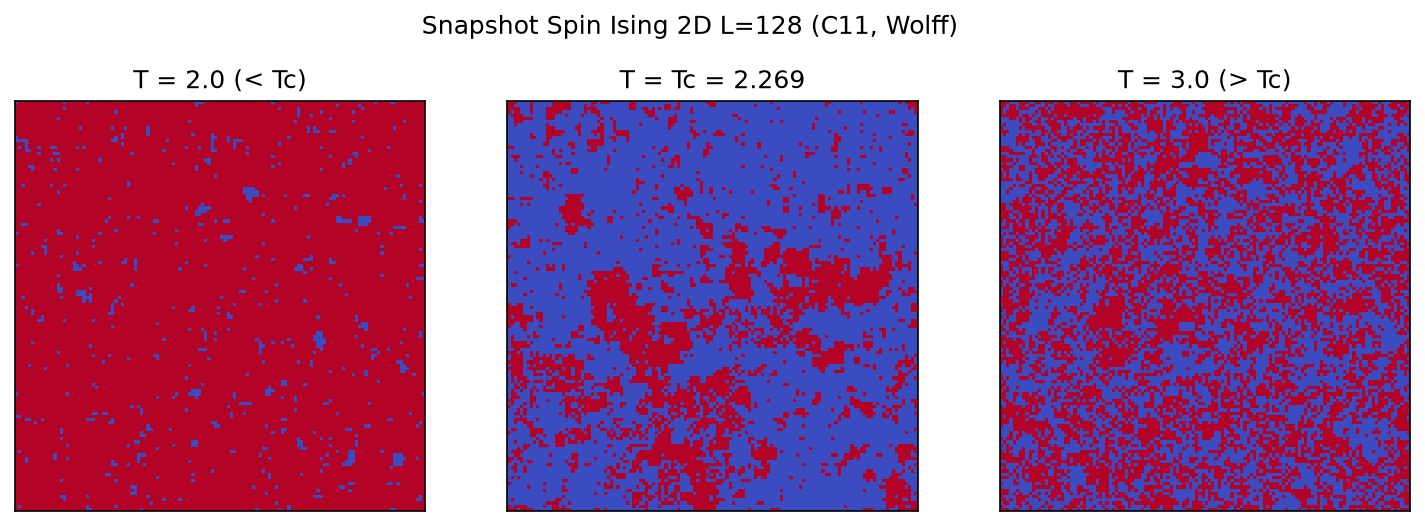 Snapshot Spin Ising 2D L=128 (C11, Wolff)
T = 2.0 (< Tc)
T = Tc = 2.269
T = 3.0 (> Tc)